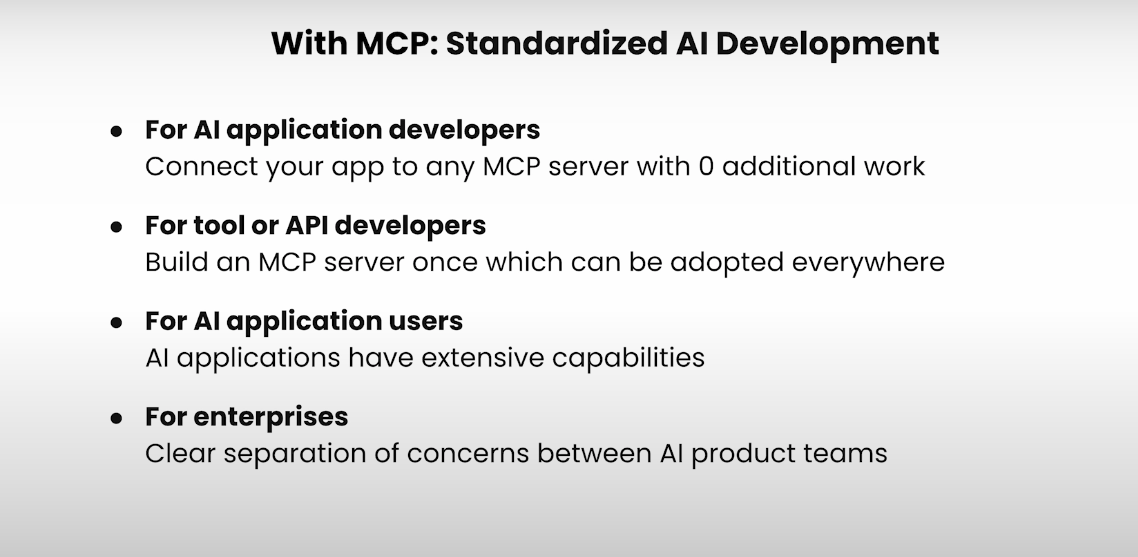 With MCP: Standardized AI Development
● For AI application developers
Connect your app to any MCP server with 0 additional work
● For tool or API developers
Build an MCP server once which can be adopted everywhere
● For AI application users
AI applications have extensive capabilities
● For enterprises
Clear separation of concerns between AI product teams